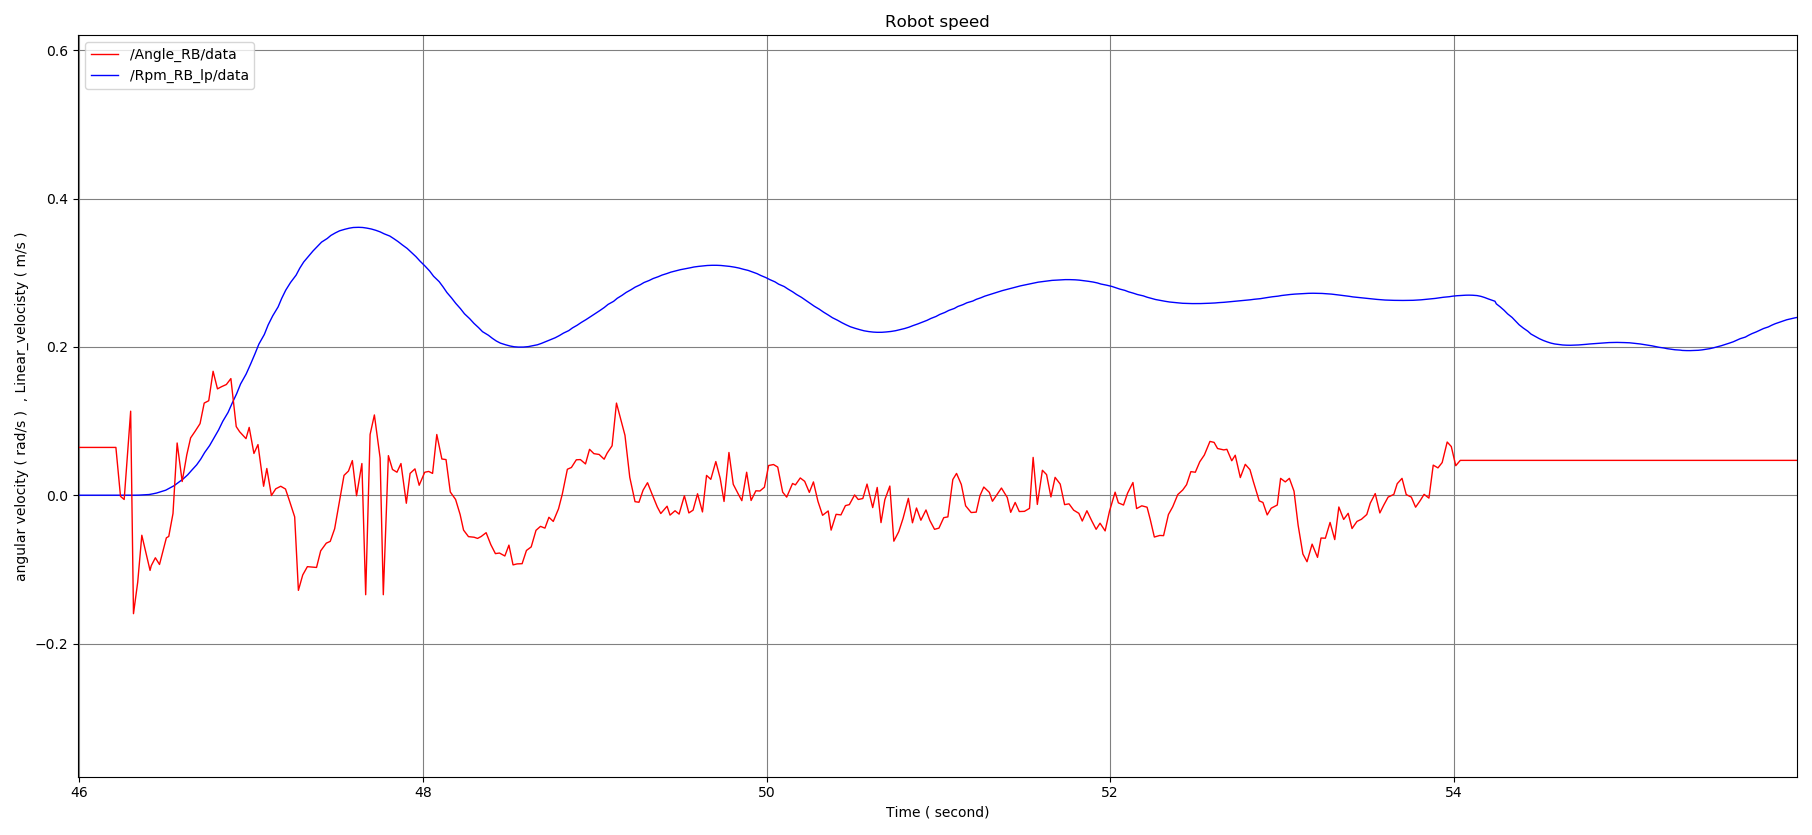 Robot speed
/Angle_RB/data
/Rpm_RB_lp/data
0.6
0.4
0.2
0.0
−0.2
angular velocity ( rad/s ) , Linear_velocisty ( m/s )
46 48 50 52 54
Time ( second)